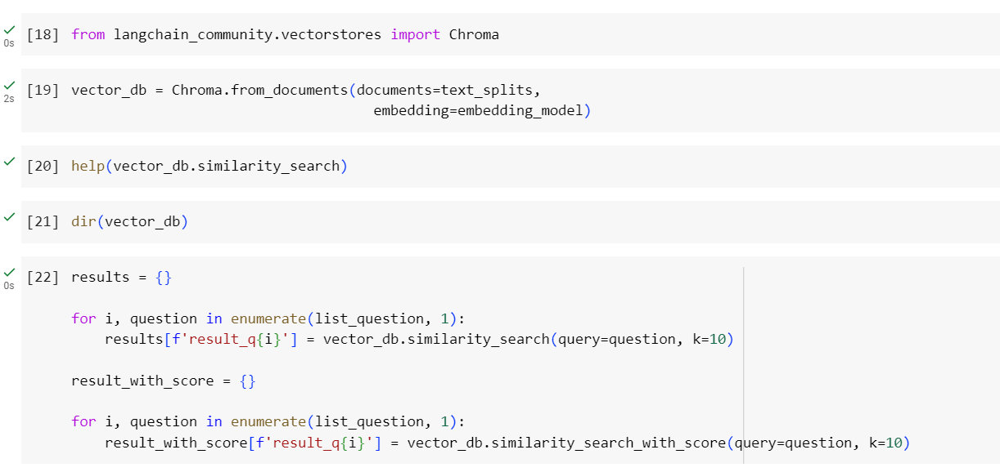 [18] from langchain_community.vectorstores import Chroma
0s
[19] vector_db = Chroma.from_documents(documents=text_splits,
2s
embedding=embedding_model)
[20] help(vector_db.similarity_search)
[21] dir(vector_db)
[22] results = {}
0s
for i, question in enumerate(list_question, 1):
results[f'result_q{i}'] = vector_db.similarity_search(query=question, k=10)
result_with_score = {}
for i, question in enumerate(list_question, 1):
result_with_score[f'result_q{i}'] = vector_db.similarity_search_with_score(query=question, k=10)